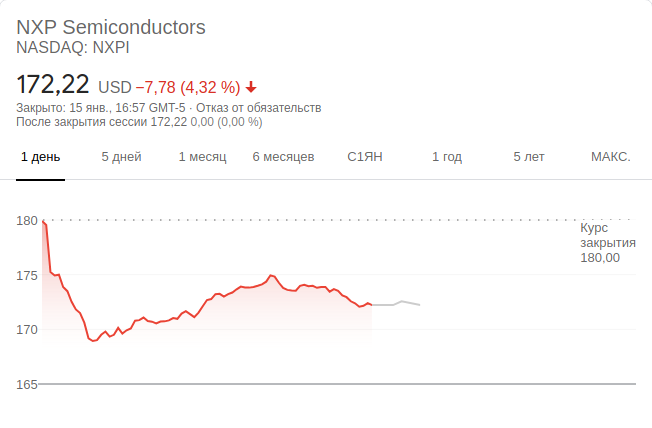 NXP Semiconductors
NASDAQ: NXPI
172,22 USD −7,78 (4,32 %)
Закрыто: 15 янв., 16:57 GMT-5 · Отказ от обязательств
После закрытия сессии 172,22 0,00 (0,00 %)
1 день 5 дней 1 месяц 6 месяцев С1ЯН 1 год 5 лет МАКС.
180
Курс
закрытия
180,00
175
170
165